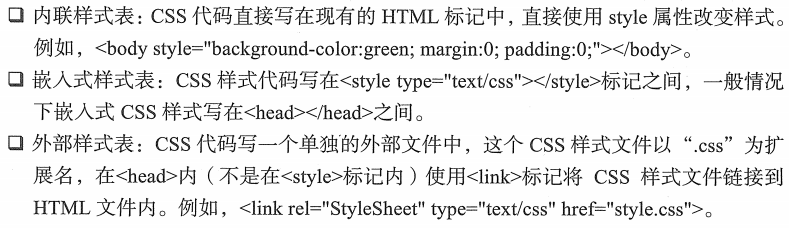 ❑ 内联样式表：CSS 代码直接写在现有的 HTML 标记中，直接使用 style 属性改变样式。
例如，<body style="background-color:green; margin:0; padding:0;"></body>。
❑ 嵌入式样式表：CSS 样式代码写在<style type="text/css"></style>标记之间，一般情况
下嵌入式 CSS 样式写在<head></head>之间。
❑ 外部样式表：CSS 代码写一个单独的外部文件中，这个 CSS 样式文件以“.css”为扩
展名，在<head>内（不是在<style>标记内）使用<link>标记将 CSS 样式文件链接到
HTML 文件内。例如，<link rel="StyleSheet" type="text/css" href="style.css">。